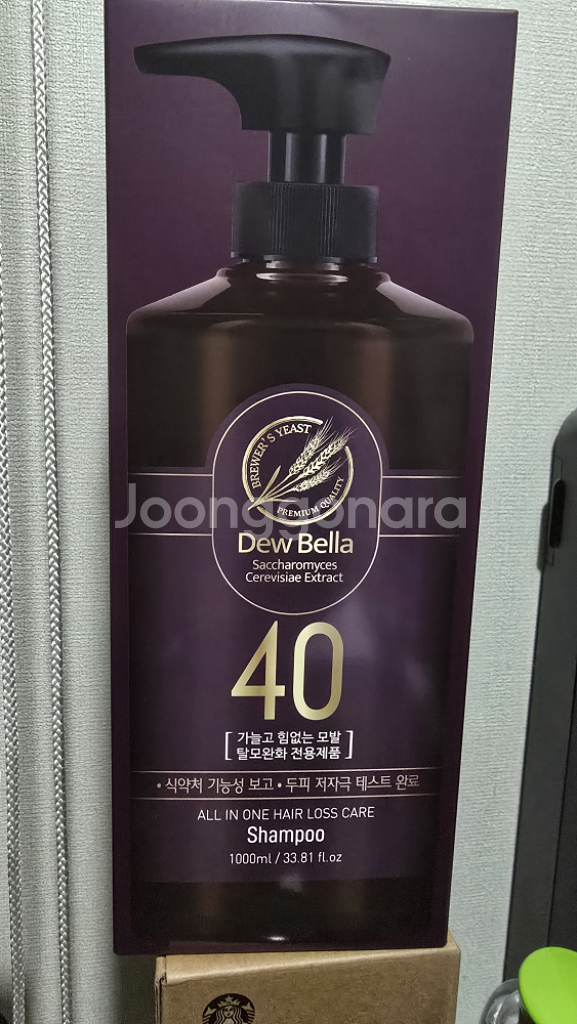 BREWER'S YEAST
PREMIUM QUALITY
Joonggonara
Dew Bella
Saccharomyces
Cerevisiae Extract
40
[ 가늘고 힘없는 모발
탈모완화 전용제품 ]
• 식약처 기능성 보고 • 두피 저자극 테스트 완료
ALL IN ONE HAIR LOSS CARE
Shampoo
1000ml / 33.81 fl.oz